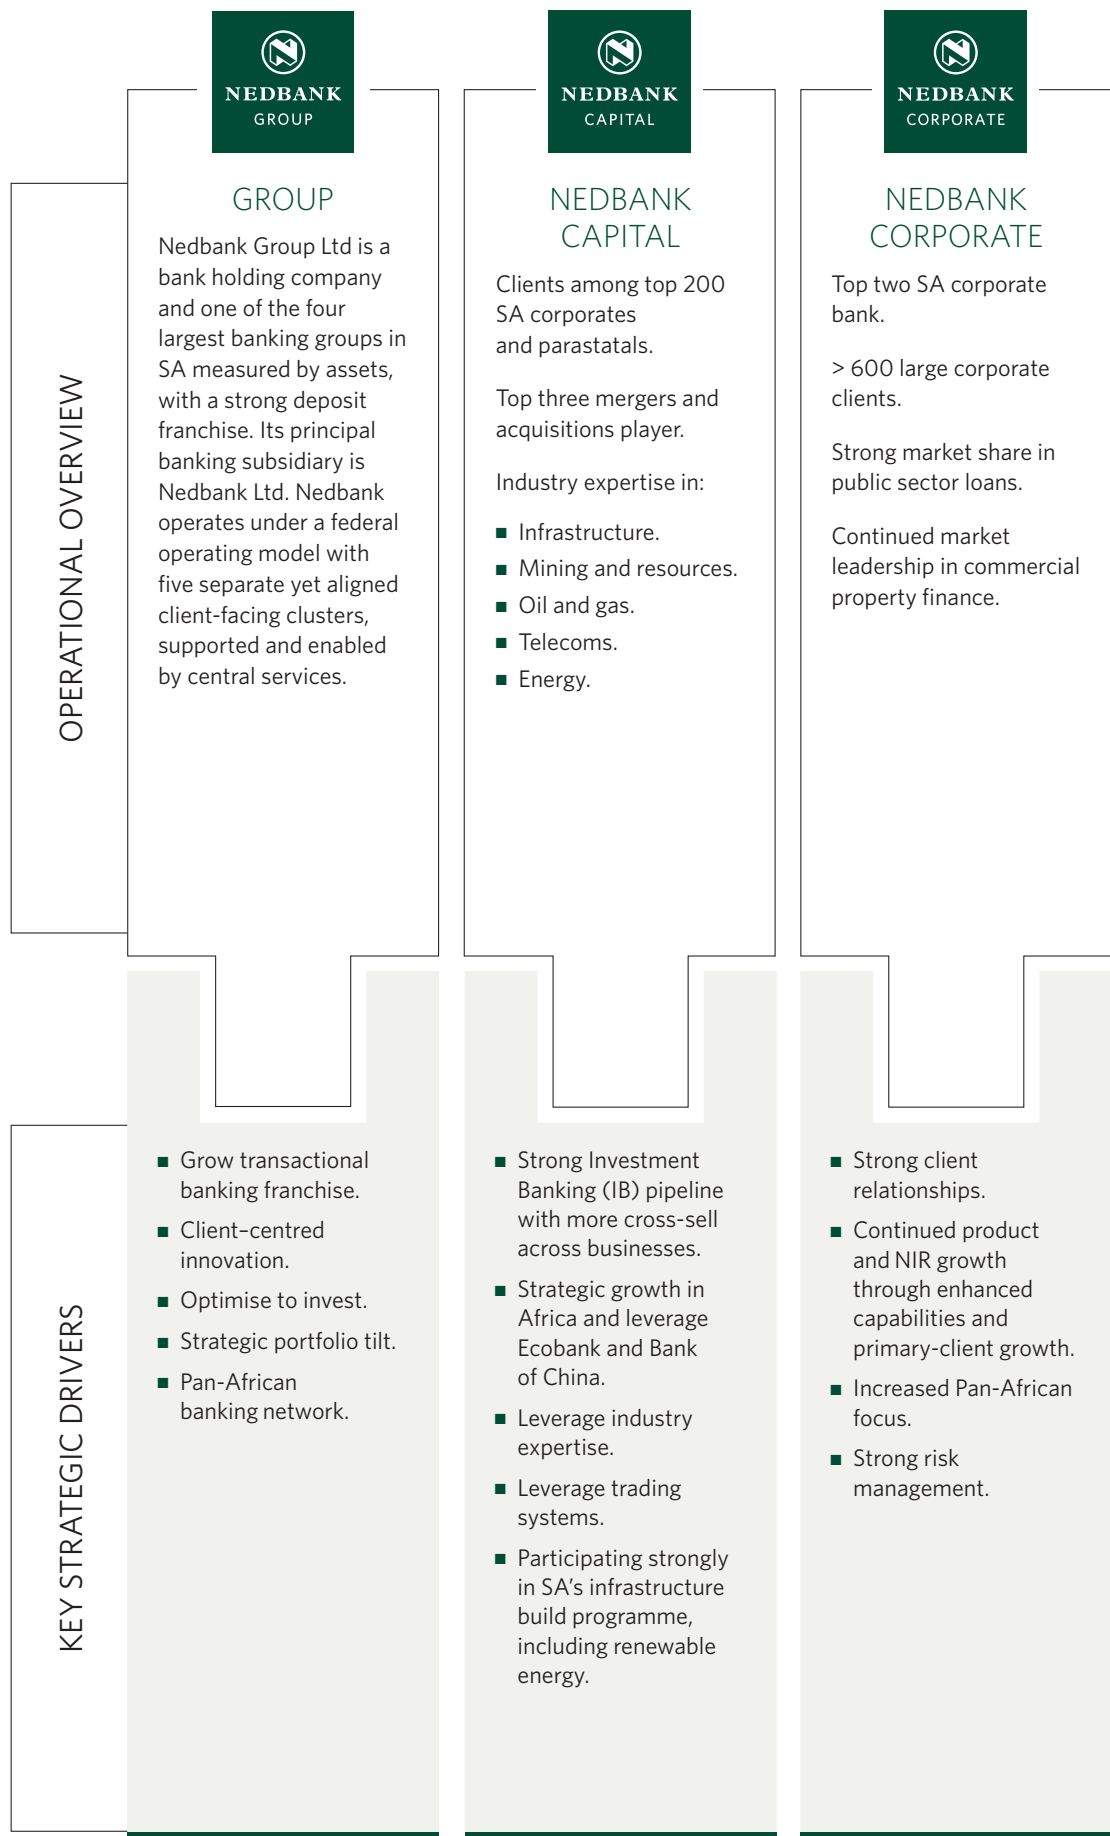 NEDBANK
GROUP
NEDBANK
CAPITAL
NEDBANK
CORPORATE
OPERATIONAL OVERVIEW
GROUP
Nedbank Group Ltd is a
bank holding company
and one of the four
largest banking groups in
SA measured by assets,
with a strong deposit
franchise. Its principal
banking subsidiary is
Nedbank Ltd. Nedbank
operates under a federal
operating model with
five separate yet aligned
client-facing clusters,
supported and enabled
by central services.
NEDBANK
CAPITAL
Clients among top 200
SA corporates
and parastatals.
Top three mergers and
acquisitions player.
Industry expertise in:
■ Infrastructure.
■ Mining and resources.
■ Oil and gas.
■ Telecoms.
■ Energy.
NEDBANK
CORPORATE
Top two SA corporate
bank.
> 600 large corporate
clients.
Strong market share in
public sector loans.
Continued market
leadership in commercial
property finance.
KEY STRATEGIC DRIVERS
■ Grow transactional
banking franchise.
■ Client–centred
innovation.
■ Optimise to invest.
■ Strategic portfolio tilt.
■ Pan-African
banking network.
■ Strong Investment
Banking (IB) pipeline
with more cross-sell
across businesses.
■ Strategic growth in
Africa and leverage
Ecobank and Bank
of China.
■ Leverage industry
expertise.
■ Leverage trading
systems.
■ Participating strongly
in SA's infrastructure
build programme,
including renewable
energy.
■ Strong client
relationships.
■ Continued product
and NIR growth
through enhanced
capabilities and
primary-client growth.
■ Increased Pan-African
focus.
■ Strong risk
management.